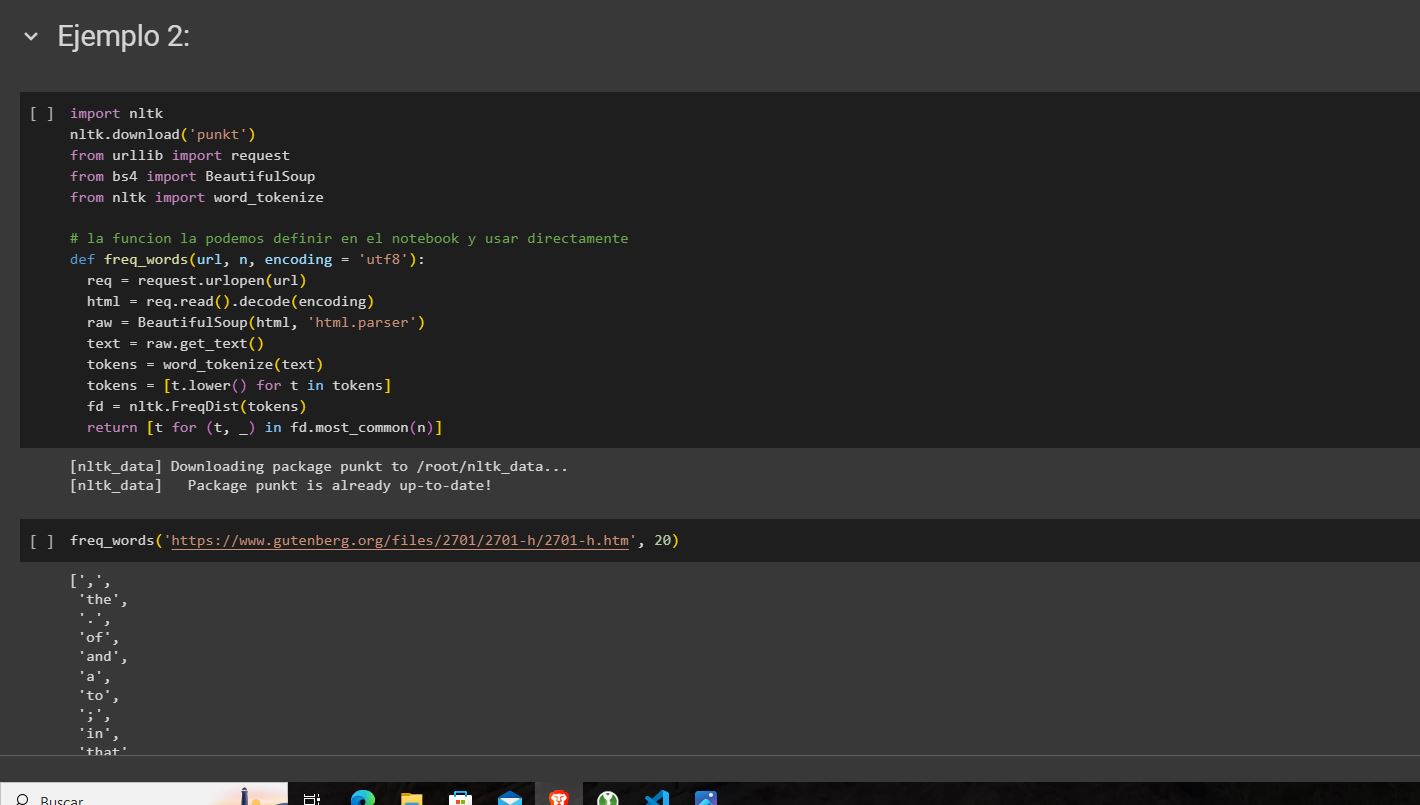 Ejemplo 2:
[ ] import nltk
nltk.download('punkt')
from urllib import request
from bs4 import BeautifulSoup
from nltk import word_tokenize
# la funcion la podemos definir en el notebook y usar directamente
def freq_words(url, n, encoding = 'utf8'):
  req = request.urlopen(url)
  html = req.read().decode(encoding)
  raw = BeautifulSoup(html, 'html.parser')
  text = raw.get_text()
  tokens = word_tokenize(text)
  tokens = [t.lower() for t in tokens]
  fd = nltk.FreqDist(tokens)
  return [t for (t, _) in fd.most_common(n)]
[nltk_data] Downloading package punkt to /root/nltk_data...
[nltk_data]   Package punkt is already up-to-date!
[ ] freq_words('https://www.gutenberg.org/files/2701/2701-h/2701-h.htm', 20)
[',',
 'the',
 '.',
 'of',
 'and',
 'a',
 'to',
 ';',
 'in',
 'that'
Buscar